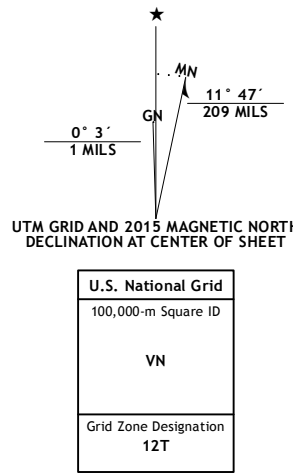 MN
GN
11° 47´
209 MILS
0° 3´
1 MILS
UTM GRID AND 2015 MAGNETIC NORTH
DECLINATION AT CENTER OF SHEET
U.S. National Grid
100,000-m Square ID
VN
Grid Zone Designation
12T